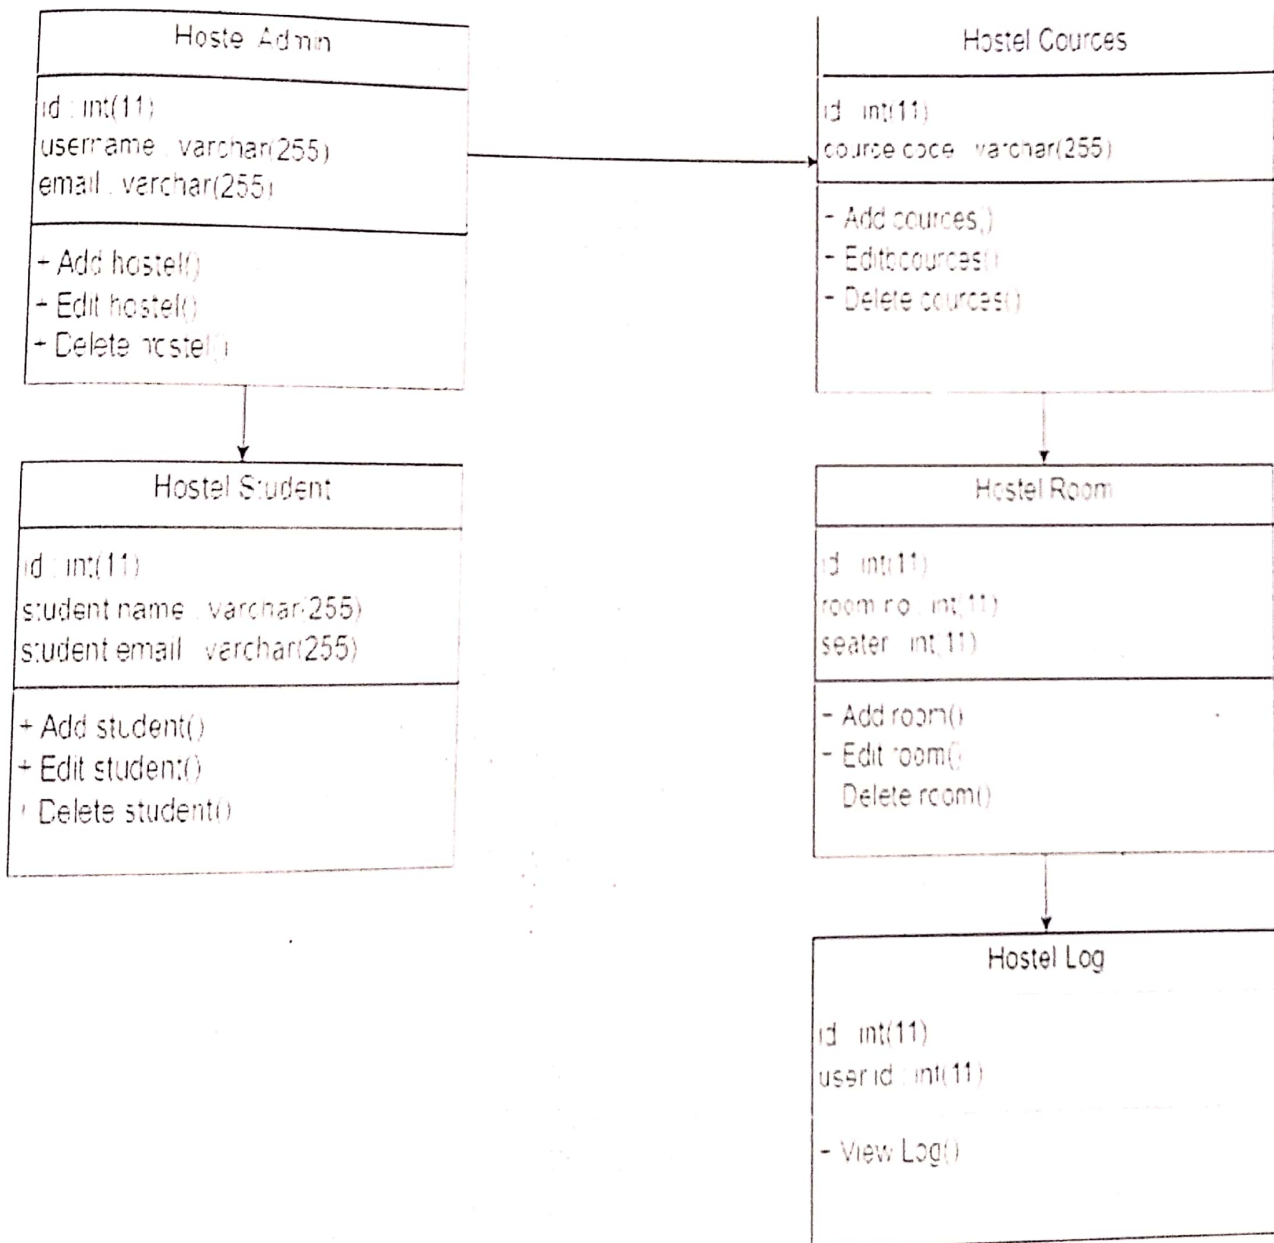 Hoste Admin
id : int(11)
username : varchar(255)
email : varchar(255)
+ Add hostel()
+ Edit hostel()
+ Delete hostel()
Hostel Cources
id : int(11)
cource code : varchar(255)
- Add cources()
- Editbcources()
- Delete cources()
Hostel Student
id : int(11)
student name : varchar(255)
student email : varchar(255)
+ Add student()
+ Edit student()
Delete student()
Hostel Room
id : int(11)
room no : int(11)
seater : int(11)
- Add room()
- Edit room()
Delete room()
Hostel Log
id : int(11)
user id : int(11)
- View Log()